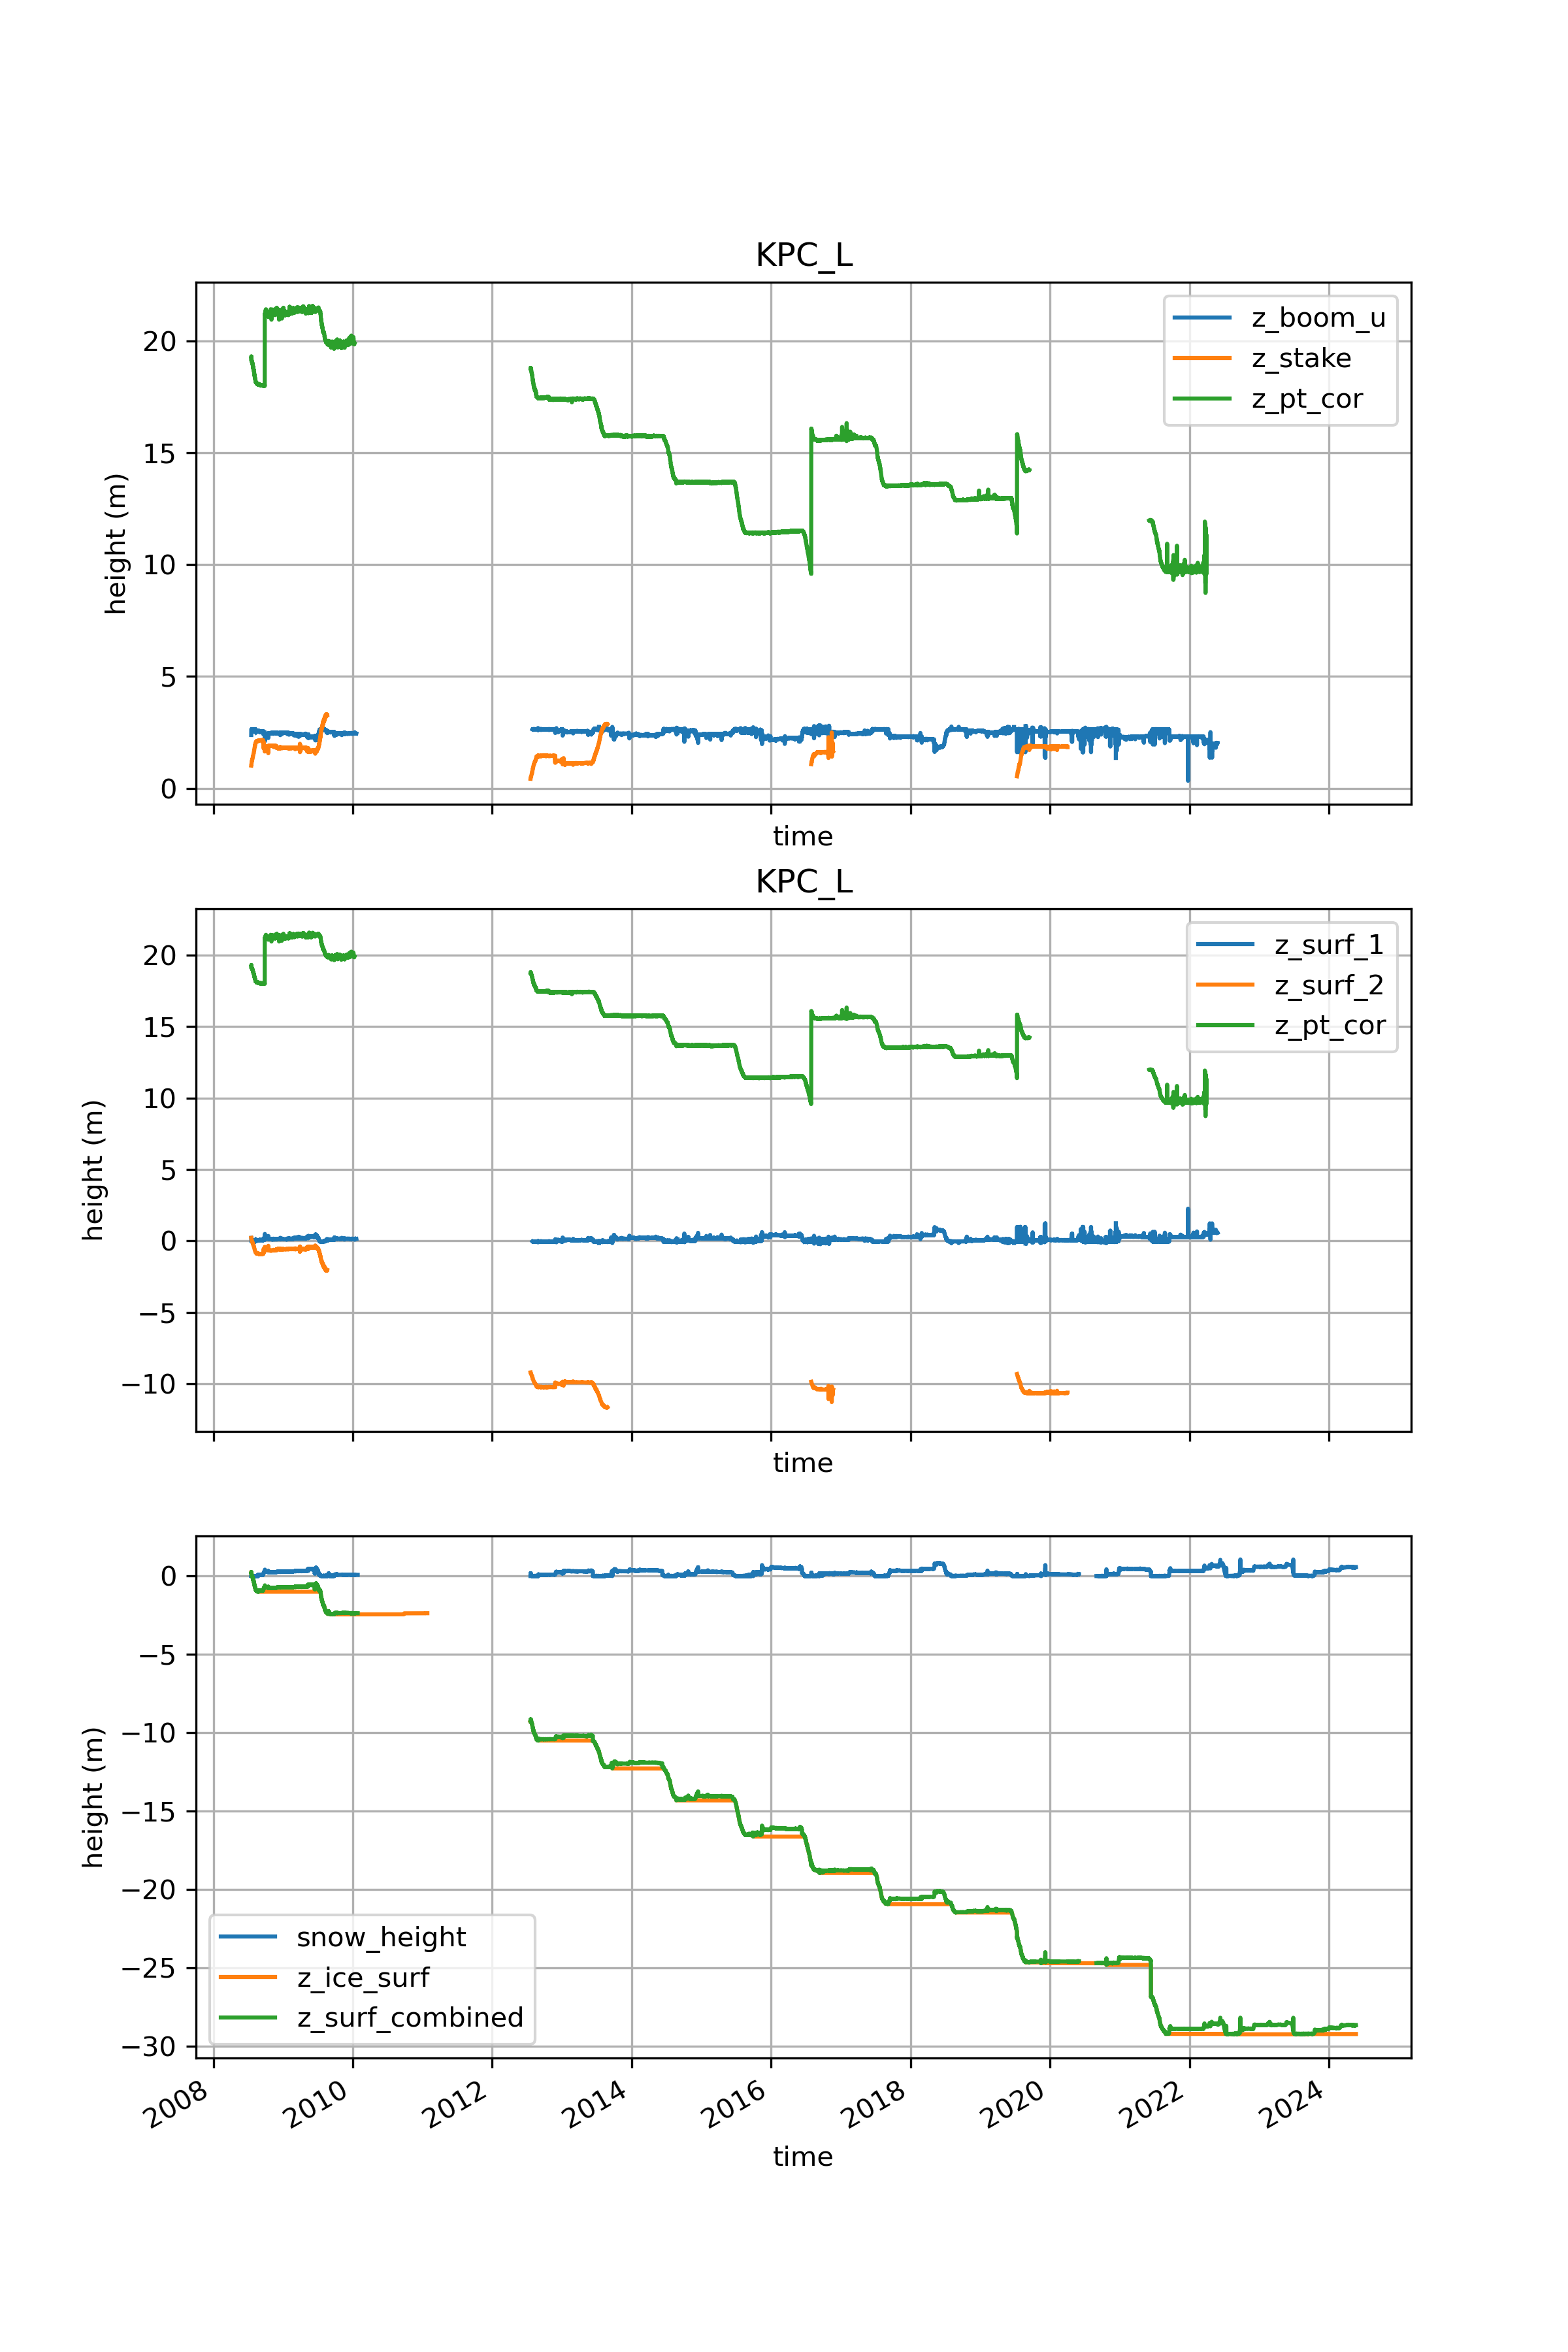 KPC_L
20
15
10
5
0
height (m)
time
z_boom_u
z_stake
z_pt_cor
KPC_L
20
15
10
5
0
−5
−10
height (m)
time
z_surf_1
z_surf_2
z_pt_cor
0
−5
−10
−15
−20
−25
−30
height (m)
snow_height
z_ice_surf
z_surf_combined
2008
2010
2012
2014
2016
2018
2020
2022
2024
time